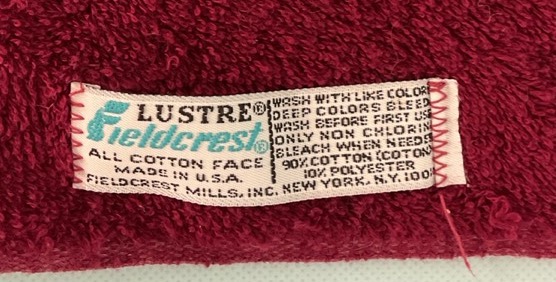 LUSTRE®
Fieldcrest®
ALL COTTON FACE
MADE IN U.S.A.
WASH WITH LIKE COLOR
DEEP COLORS BLEED
WASH BEFORE FIRST US
ONLY NON CHLORIN
BLEACH WHEN NEEDE
90% COTTON (COTTON
10% POLYESTER
FIELDCREST MILLS, INC. NEW YORK, N.Y. 100